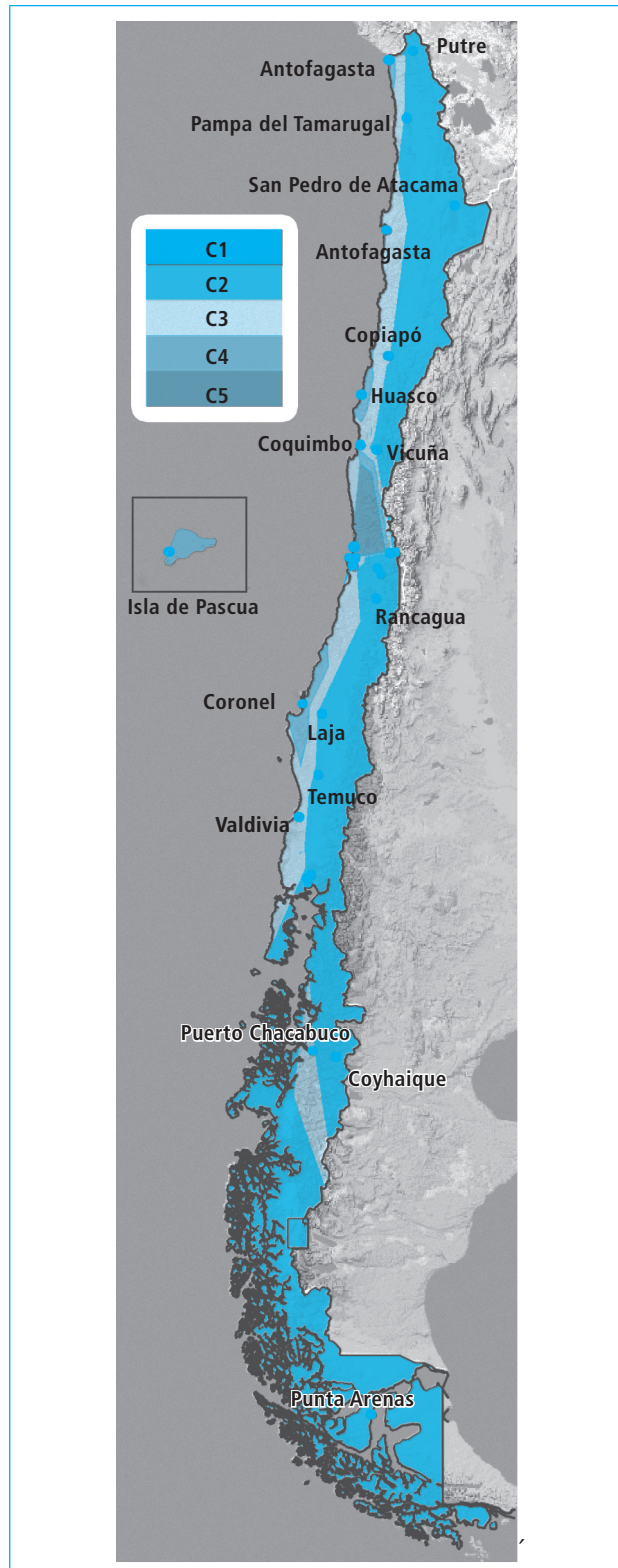 Putre
Antofagasta
Pampa del Tamarugal
San Pedro de Atacama
C1
C2
C3
C4
C5
Antofagasta
Copiapó
Huasco
Coquimbo
Vicuña
Isla de Pascua
Rancagua
Coronel
Laja
Temuco
Valdivia
Puerto Chacabuco
Coyhaique
Punta Arenas
´